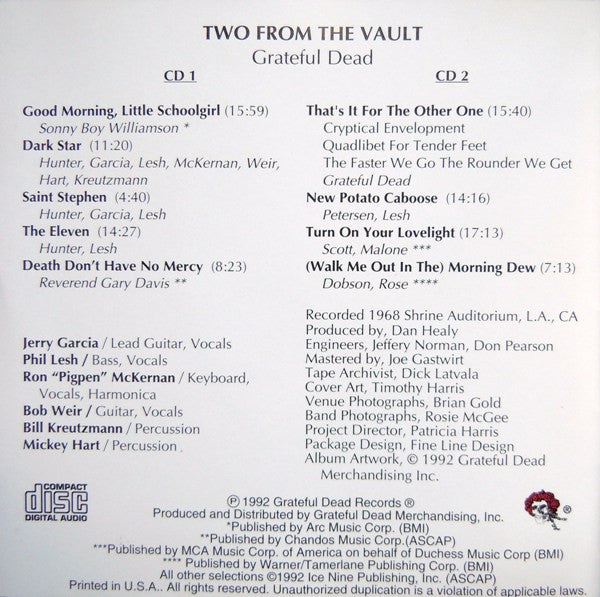 TWO FROM THE VAULT
Grateful Dead
CD 1
Good Morning, Little Schoolgirl (15:59)
Sonny Boy Williamson *
Dark Star (11:20)
Hunter, Garcia, Lesh, McKernan, Weir,
Hart, Kreutzmann
Saint Stephen (4:40)
Hunter, Garcia, Lesh
The Eleven (14:27)
Hunter, Lesh
Death Don't Have No Mercy (8:23)
Reverend Gary Davis **
Jerry Garcia / Lead Guitar, Vocals
Phil Lesh / Bass, Vocals
Ron "Pigpen" McKernan / Keyboard,
Vocals, Harmonica
Bob Weir / Guitar, Vocals
Bill Kreutzmann / Percussion
Mickey Hart / Percussion
CD 2
That's It For The Other One (15:40)
Cryptical Envelopment
Quadlibet For Tender Feet
The Faster We Go The Rounder We Get
Grateful Dead
New Potato Caboose (14:16)
Petersen, Lesh
Turn On Your Lovelight (17:13)
Scott, Malone ***
(Walk Me Out In The) Morning Dew (7:13)
Dobson, Rose ****
Recorded 1968 Shrine Auditorium, L.A., CA
Produced by, Dan Healy
Engineers, Jeffery Norman, Don Pearson
Mastered by, Joe Gastwirt
Tape Archivist, Dick Latvala
Cover Art, Timothy Harris
Venue Photographs, Brian Gold
Band Photographs, Rosie McGee
Project Director, Patricia Harris
Package Design, Fine Line Design
Album Artwork, © 1992 Grateful Dead
Merchandising Inc.
COMPACT
disc
DIGITAL AUDIO
℗ 1992 Grateful Dead Records ®
Produced and Distributed by Grateful Dead Merchandising, Inc.
*Published by Arc Music Corp. (BMI)
**Published by Chandos Music Corp.(ASCAP)
***Published by MCA Music Corp. of America on behalf of Duchess Music Corp (BMI)
**** Published by Warner/Tamerlane Publishing Corp. (BMI)
All other selections ©1992 Ice Nine Publishing, Inc. (ASCAP)
Printed in U.S.A.. All rights reserved. Unauthorized duplication is a violation of applicable laws.
®